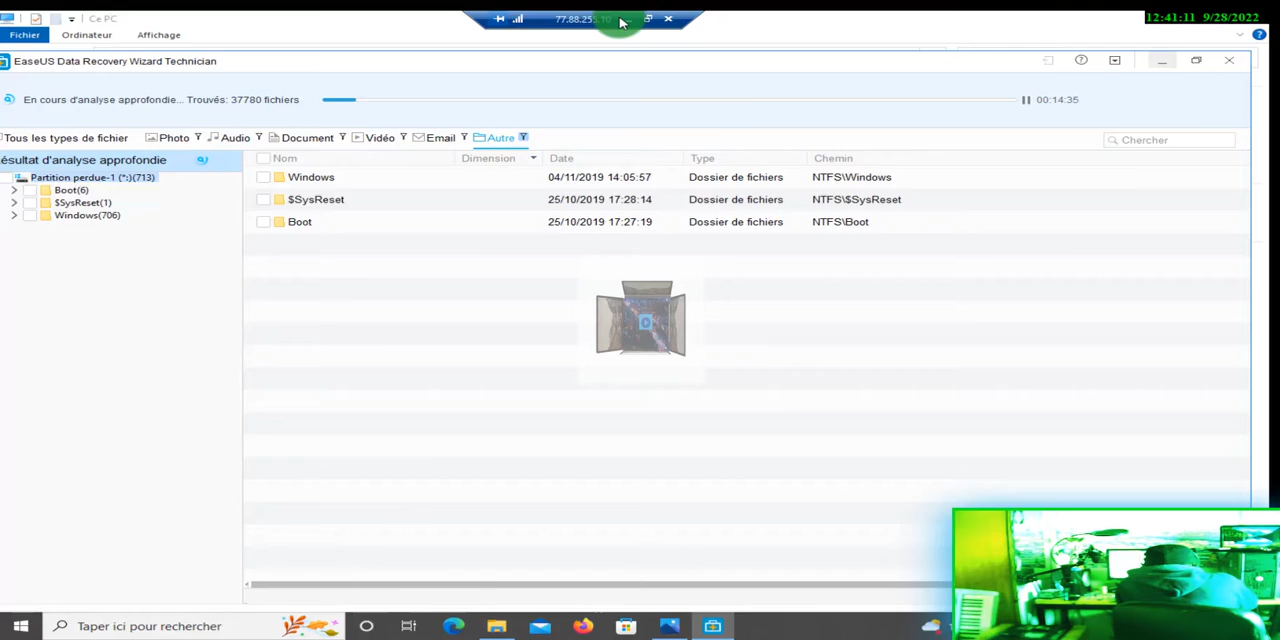 Ce PC
77.88.255.10
12:41:11 9/28/2022
Fichier Ordinateur Affichage
EaseUS Data Recovery Wizard Technician
En cours d'analyse approfondie... Trouvés: 37780 fichiers
00:14:35
Tous les types de fichier Photo Audio Document Vidéo Email Autre
Chercher
ésultat d'analyse approfondie
Nom Dimension Date Type Chemin
Partition perdue-1 (*:)(713)
Boot(6)
$SysReset(1)
Windows(706)
Windows 04/11/2019 14:05:57 Dossier de fichiers NTFS\Windows
$SysReset 25/10/2019 17:28:14 Dossier de fichiers NTFS\$SysReset
Boot 25/10/2019 17:27:19 Dossier de fichiers NTFS\Boot
Taper ici pour rechercher